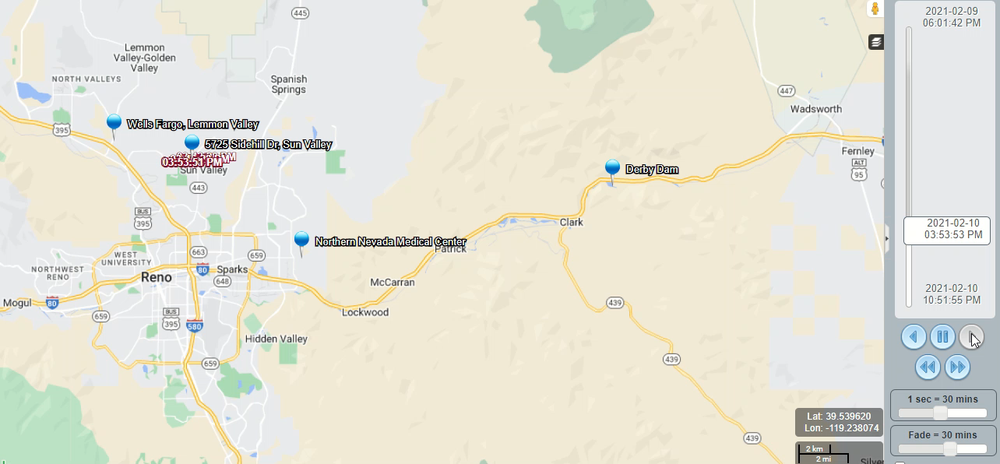 445
2021-02-09
06:01:42 PM
Lemmon
Valley-Golden
Valley
NORTH VALLEYS
Spanish
Springs
447
Wadsworth
395
Wells Fargo, Lemmon Valley
5725 Sidehill Dr, Sun Valley
Fernley
ALT
95
03:53:51 PM
Sun Valley
Derby Dam
443
BUS
395
Clark
2021-02-10
03:53:53 PM
Northern Nevada Medical Center
Patrick
WEST
UNIVERSITY
663
659
NORTHWEST
RENO
80
Sparks
Reno
648
McCarran
2021-02-10
10:51:55 PM
Mogul
80
439
Lockwood
659
BUS
395
580
Hidden Valley
439
659
1 sec = 30 mins
Lat: 39.539620
Lon: -119.238074
439
Fade = 30 mins
2 km
2 mi
Silver